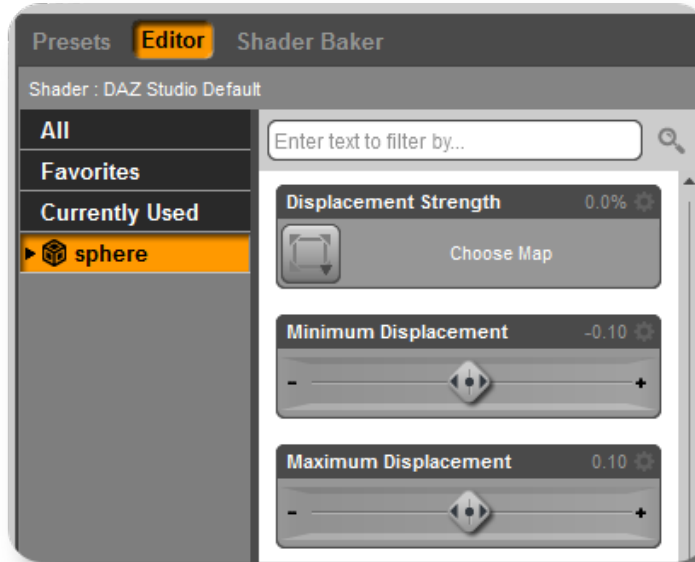 Presets Editor Shader Baker
Shader : DAZ Studio Default
All
Favorites
Currently Used
sphere
Enter text to filter by...
Displacement Strength 0.0%
Choose Map
Minimum Displacement -0.10
- +
Maximum Displacement 0.10
- +